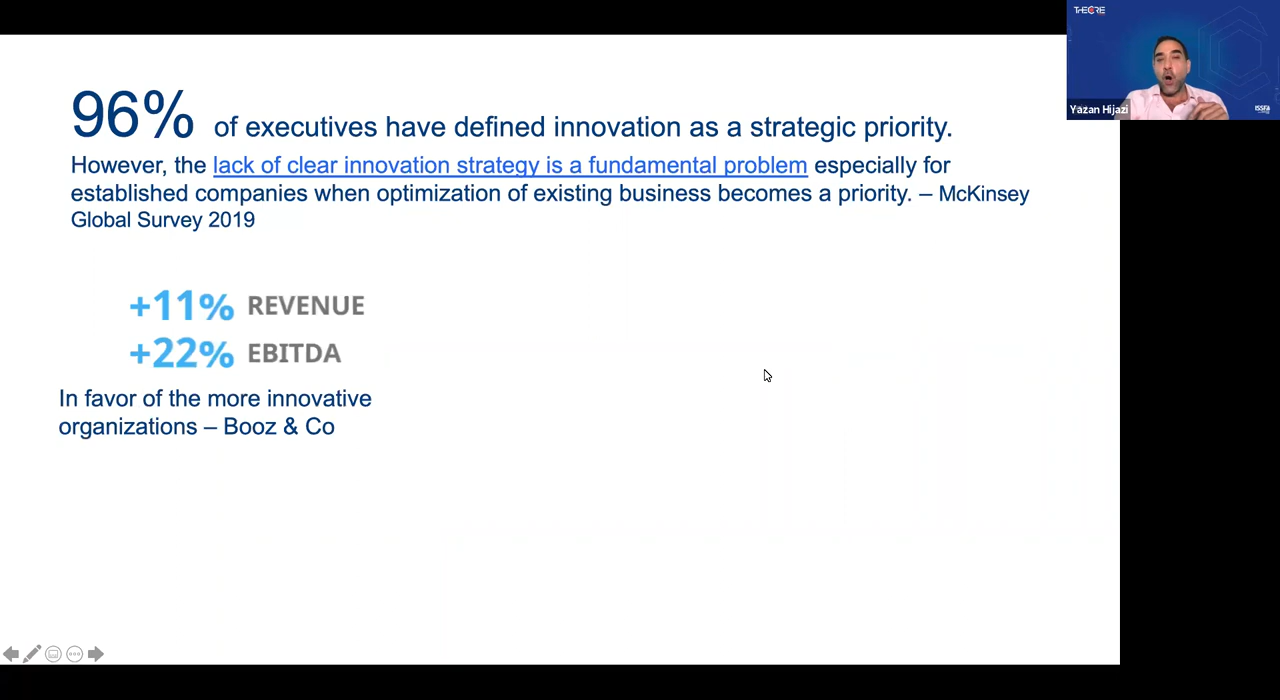 96% of executives have defined innovation as a strategic priority.
However, the lack of clear innovation strategy is a fundamental problem especially for
established companies when optimization of existing business becomes a priority. – McKinsey
Global Survey 2019
+11% REVENUE
+22% EBITDA
In favor of the more innovative
organizations – Booz & Co
THECORE
Yazan Hijazi